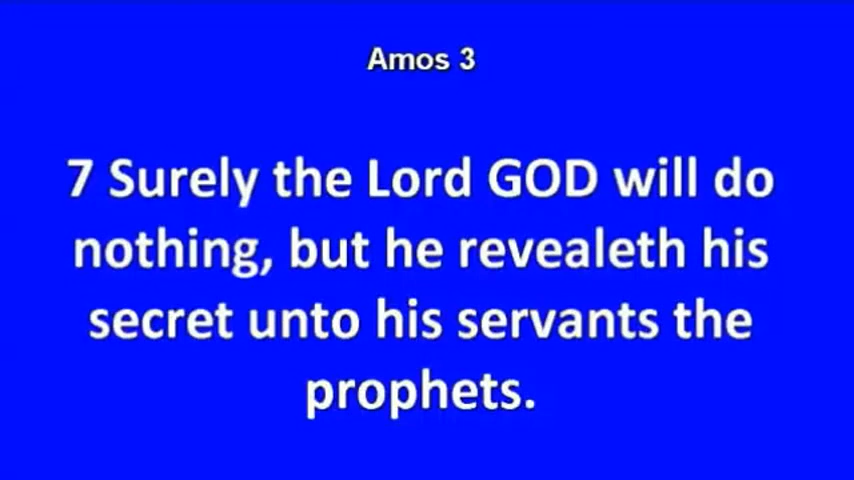 Amos 3
7 Surely the Lord GOD will do
nothing, but he revealeth his
secret unto his servants the
prophets.